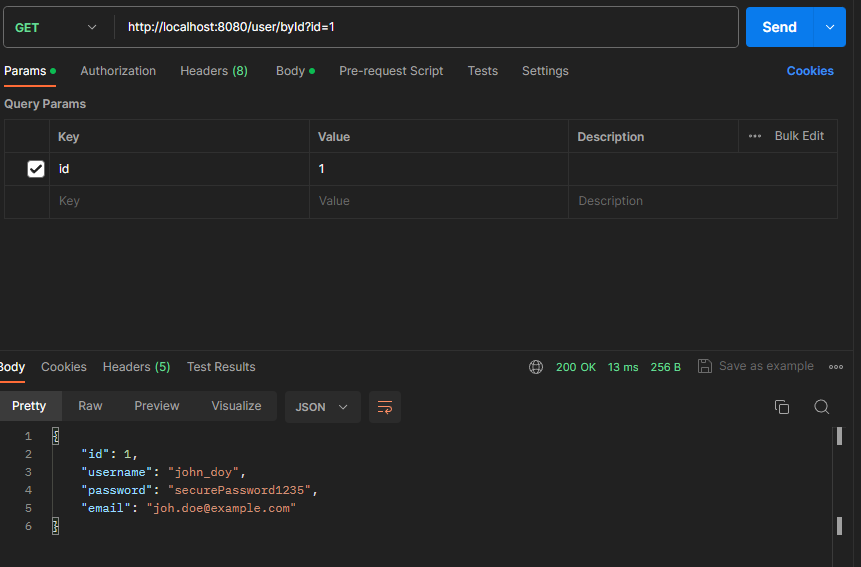 GET http://localhost:8080/user/byId?id=1 Send
Params Authorization Headers (8) Body Pre-request Script Tests Settings Cookies
Query Params
Key Value Description ••• Bulk Edit
id 1
Key Value Description
Body Cookies Headers (5) Test Results 200 OK 13 ms 256 B Save as example
Pretty Raw Preview Visualize JSON
1 {
2 "id": 1,
3 "username": "john_doy",
4 "password": "securePassword1235",
5 "email": "joh.doe@example.com"
6 }